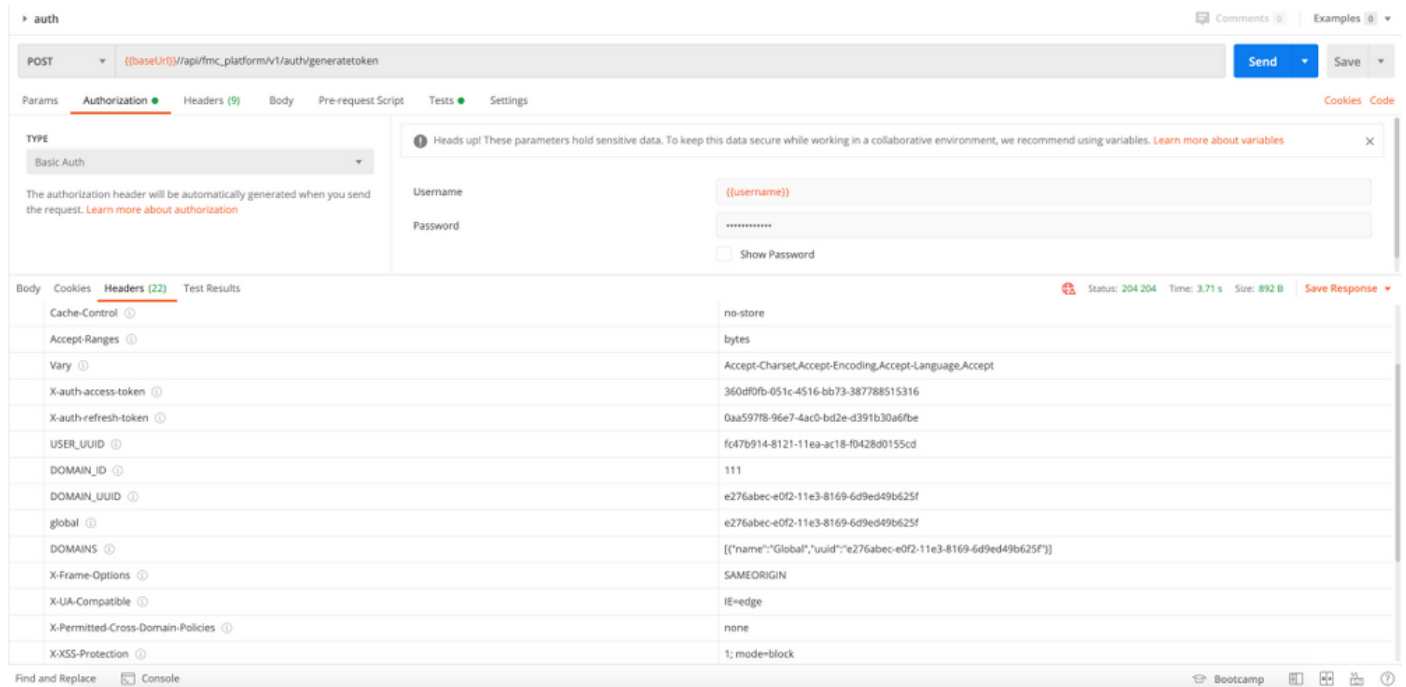 auth
Comments 0
Examples 0
POST
{{baseUrl}}//api/fmc_platform/v1/auth/generatetoken
Send
Save
Params Authorization Headers (9) Body Pre-request Script Tests Settings
Cookies Code
TYPE
Basic Auth
The authorization header will be automatically generated when you send
the request. Learn more about authorization
Heads up! These parameters hold sensitive data. To keep this data secure while working in a collaborative environment, we recommend using variables. Learn more about variables
Username {{username}}
Password ••••••••••••
Show Password
Body Cookies Headers (22) Test Results
Status: 204 204 Time: 3.71 s Size: 892 B Save Response
Cache-Control no-store
Accept-Ranges bytes
Vary Accept-Charset,Accept-Encoding,Accept-Language,Accept
X-auth-access-token 360df0fb-051c-4516-bb73-387788515316
X-auth-refresh-token 0aa597f8-96e7-4ac0-bd2e-d391b30a6fbe
USER_UUID fc47b914-8121-11ea-ac18-f0428d0155cd
DOMAIN_ID 111
DOMAIN_UUID e276abec-e0f2-11e3-8169-6d9ed49b625f
global e276abec-e0f2-11e3-8169-6d9ed49b625f
DOMAINS [{"name":"Global","uuid":"e276abec-e0f2-11e3-8169-6d9ed49b625f"}]
X-Frame-Options SAMEORIGIN
X-UA-Compatible IE=edge
X-Permitted-Cross-Domain-Policies none
X-XSS-Protection 1; mode=block
Find and Replace Console
Bootcamp